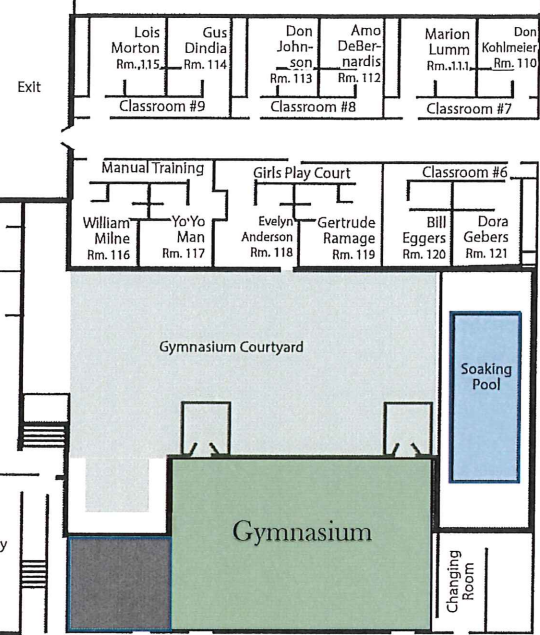 Lois
Morton
Rm. 115
Gus
Dindia
Rm. 114
Don
John-
son
Rm. 113
Arno
DeBer-
nardis
Rm. 112
Marion
Lumm
Rm. 111
Don
Kohlmeier
Rm. 110
Exit
Classroom #9
Classroom #8
Classroom #7
Manual Training
Girls Play Court
Classroom #6
William
Milne
Rm. 116
Yo Yo
Man
Rm. 117
Evelyn
Anderson
Rm. 118
Gertrude
Ramage
Rm. 119
Bill
Eggers
Rm. 120
Dora
Gebers
Rm. 121
Gymnasium Courtyard
Soaking
Pool
Gymnasium
y
Changing
Room